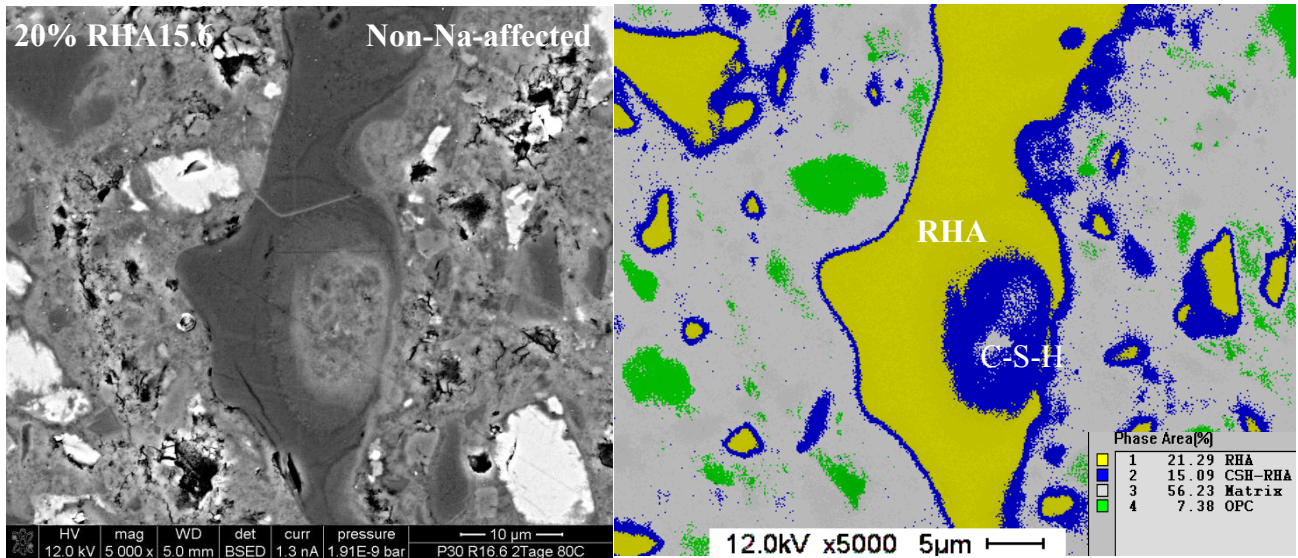 20% RHA15.6 Non-Na-affected
HV mag WD det curr pressure 10 µm
12.0 kV 5 000 x 5.0 mm BSED 1.3 nA 1.91E-9 bar P30 R16.6 2Tage 80C
RHA
C-S-H
Phase Area(%)
1 21.29 RHA
2 15.09 CSH-RHA
3 56.23 Matrix
4 7.38 OPC
12.0kV x5000 5µm